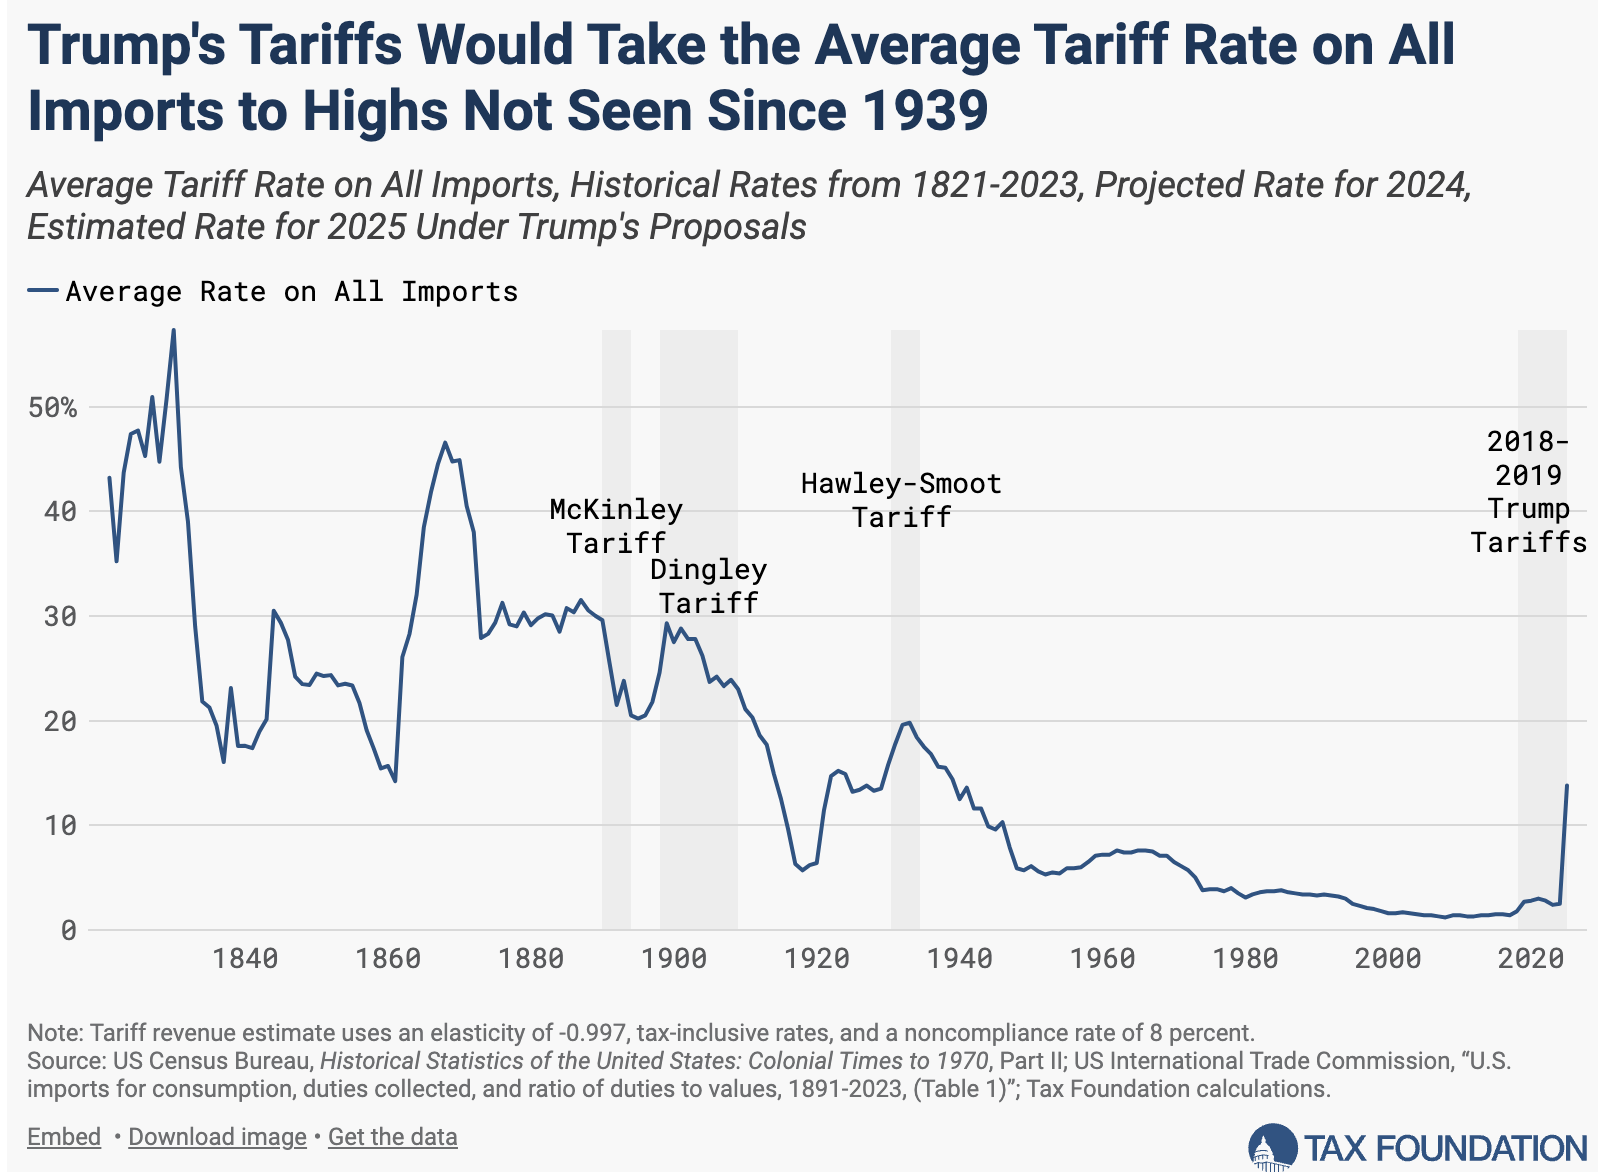 Trump's Tariffs Would Take the Average Tariff Rate on All
Imports to Highs Not Seen Since 1939
Average Tariff Rate on All Imports, Historical Rates from 1821-2023, Projected Rate for 2024,
Estimated Rate for 2025 Under Trump's Proposals
Average Rate on All Imports
50%
40
30
20
10
0
McKinley
Tariff
Dingley
Tariff
Hawley-Smoot
Tariff
2018-
2019
Trump
Tariffs
1840 1860 1880 1900 1920 1940 1960 1980 2000 2020
Note: Tariff revenue estimate uses an elasticity of -0.997, tax-inclusive rates, and a noncompliance rate of 8 percent.
Source: US Census Bureau, Historical Statistics of the United States: Colonial Times to 1970, Part II; US International Trade Commission, “U.S.
imports for consumption, duties collected, and ratio of duties to values, 1891-2023, (Table 1)”; Tax Foundation calculations.
Embed • Download image • Get the data
TAX FOUNDATION